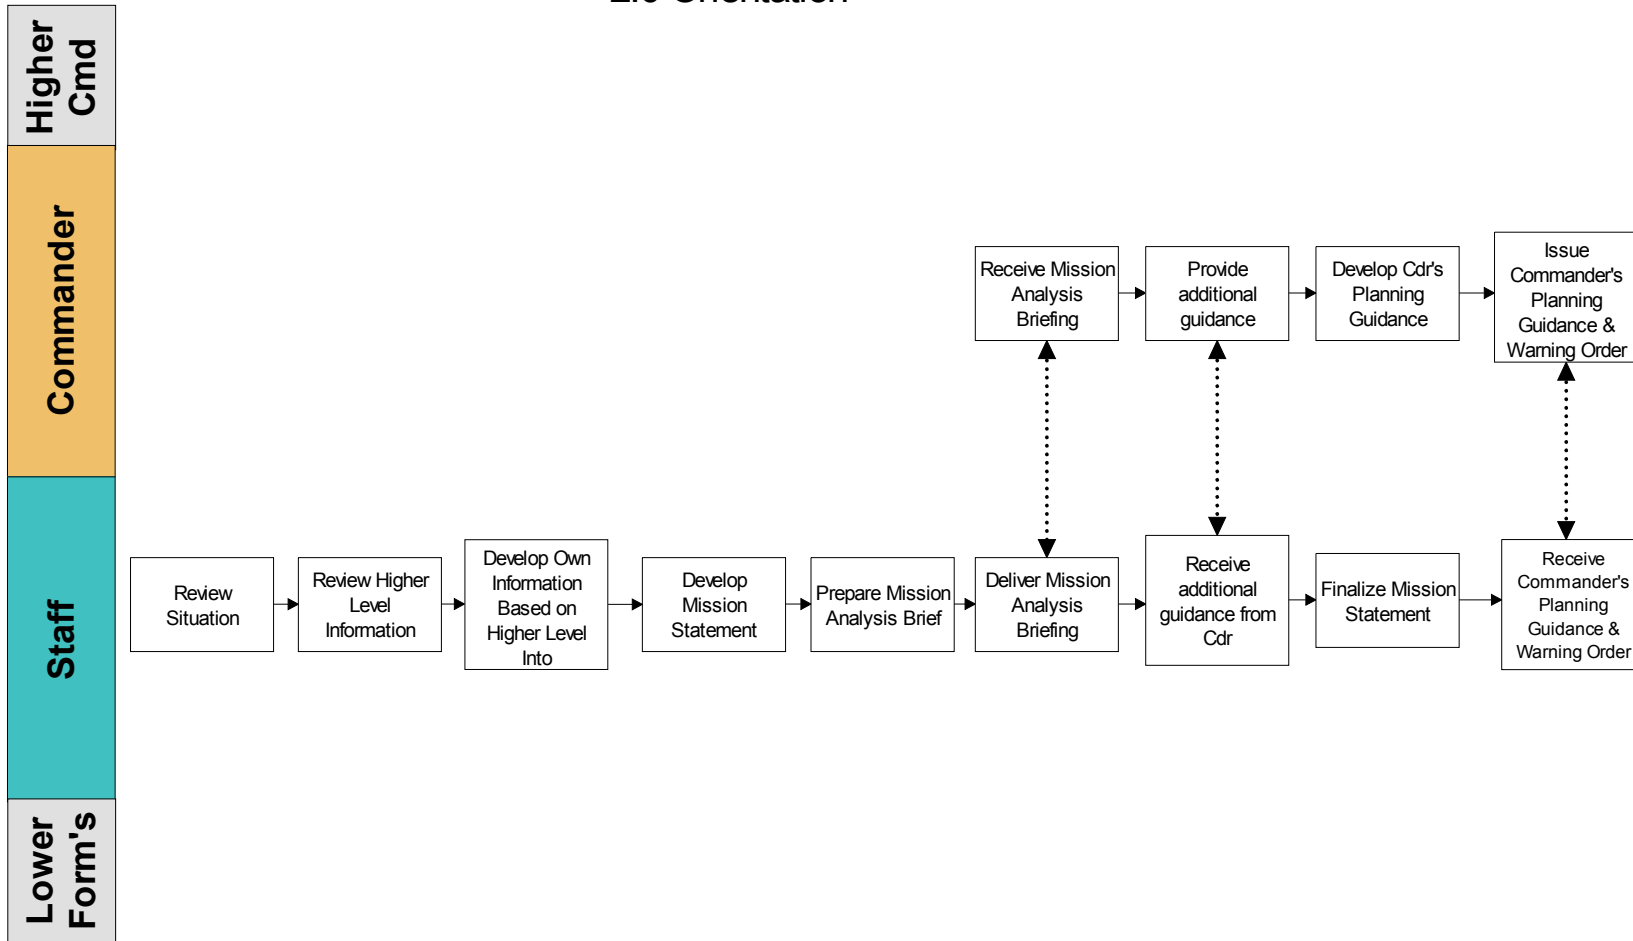 2.0 Orientation
Higher
Cmd
Commander
Receive Mission
Analysis
Briefing
Provide
additional
guidance
Develop Cdr's
Planning
Guidance
Issue
Commander's
Planning
Guidance &
Warning Order
Staff
Review
Situation
Review Higher
Level
Information
Develop Own
Information
Based on
Higher Level
Into
Develop
Mission
Statement
Prepare Mission
Analysis Brief
Deliver Mission
Analysis
Briefing
Receive
additional
guidance from
Cdr
Finalize Mission
Statement
Receive
Commander's
Planning
Guidance &
Warning Order
Lower
Form's